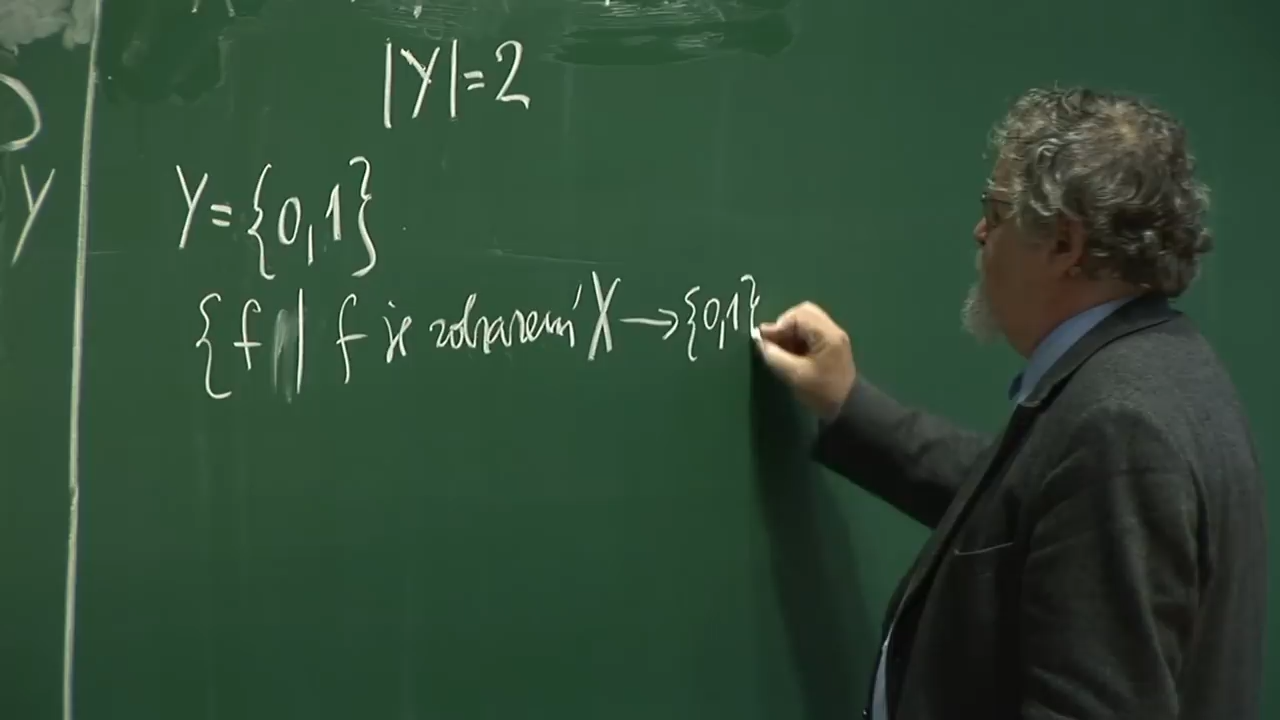 |Y|=2
Y
Y={0,1}
{f | f je zobrazení X → {0,1}